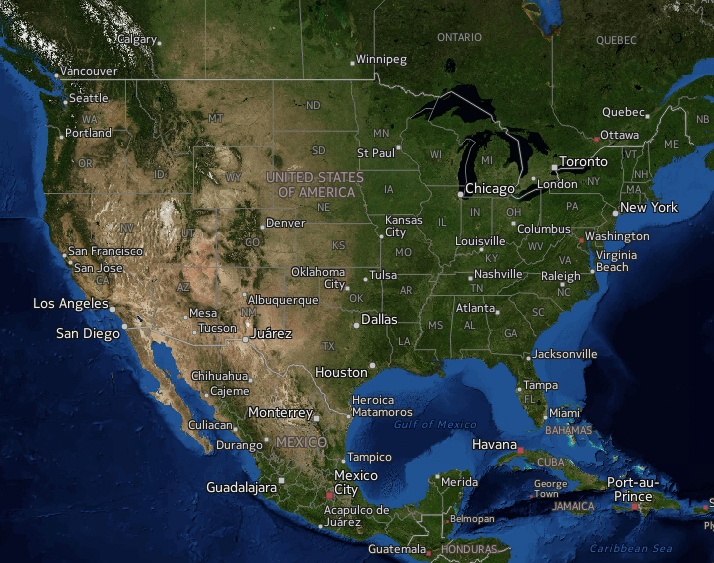 Calgary
Winnipeg
ONTARIO
QUEBEC
Vancouver
Seattle
WA
Portland
OR
MT
ID
ND
SD
MN
St Paul
WI
MI
Quebec
NB
Ottawa
ME
VT
Toronto
London
NH
MA
NY
WY
UNITED STATES
OF AMERICA
NE
IA
Chicago
New York
PA
IN
OH
Columbus
IL
NV
UT
Denver
CO
KS
Kansas
City
MO
Louisville
KY
WV
VA
Washington
Virginia
Beach
San Francisco
San Jose
CA
AZ
Oklahoma
City
Tulsa
OK
AR
Nashville
TN
Raleigh
NC
Los Angeles
San Diego
Mesa
Tucson
Albuquerque
NM
Juárez
Dallas
TX
MS
AL
Atlanta
GA
SC
LA
Jacksonville
Houston
Chihuahua
Cajeme
Tampa
FL
Miami
Monterrey
Heroica
Matamoros
Gulf of Mexico
BAHAMAS
Culiacan
Durango
MEXICO
Havana
CUBA
Tampico
Guadalajara
Mexico
City
Merida
George
Town
Port-au-
Prince
JAMAICA
Acapulco de
Juárez
Belmopan
Guatemala
HONDURAS
Caribbean Sea